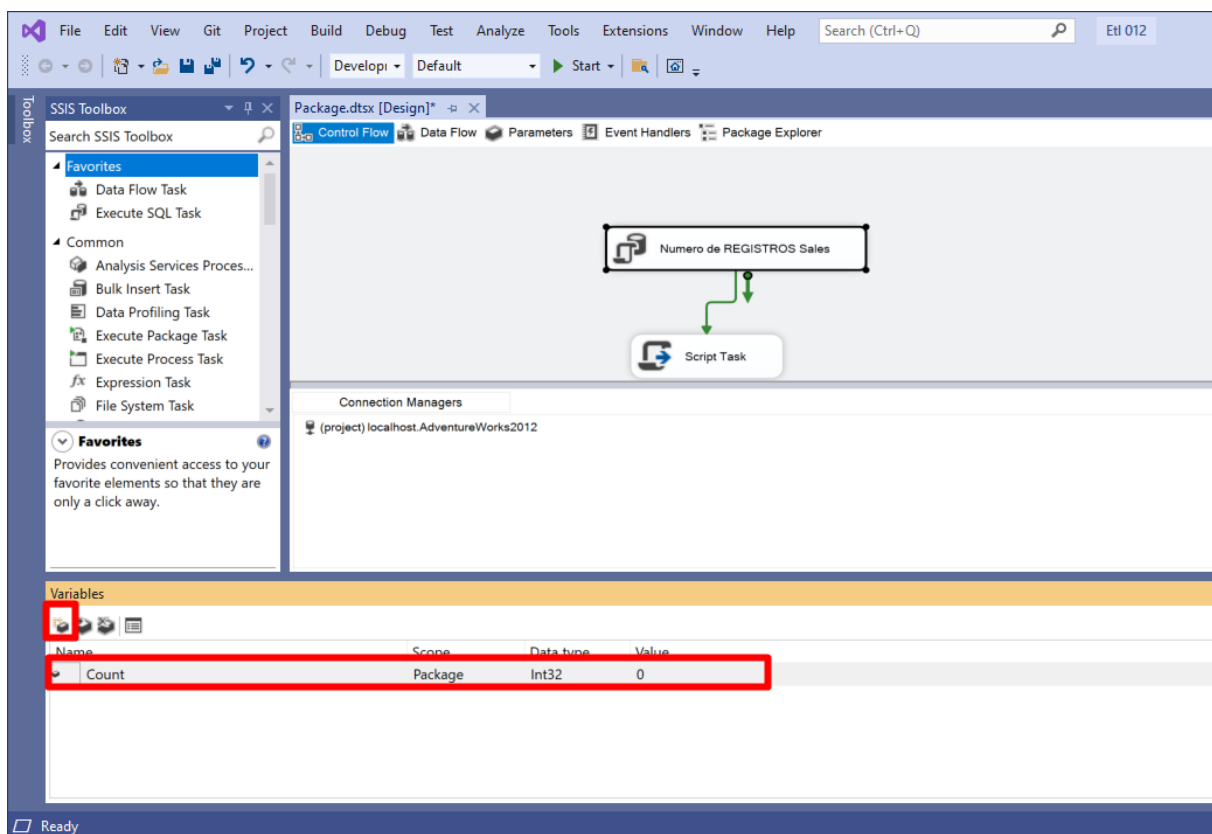 File Edit View Git Project Build Debug Test Analyze Tools Extensions Window Help Search (Ctrl+Q) Etl 012
Developı Default Start
Toolbox
SSIS Toolbox
Search SSIS Toolbox
Favorites
Data Flow Task
Execute SQL Task
Common
Analysis Services Proces...
Bulk Insert Task
Data Profiling Task
Execute Package Task
Execute Process Task
Expression Task
File System Task
Favorites
Provides convenient access to your
favorite elements so that they are
only a click away.
Package.dtsx [Design]*
Control Flow Data Flow Parameters Event Handlers Package Explorer
Numero de REGISTROS Sales
Script Task
Connection Managers
(project) localhost.AdventureWorks2012
Variables
Name Scope Data type Value
Count Package Int32 0
Ready